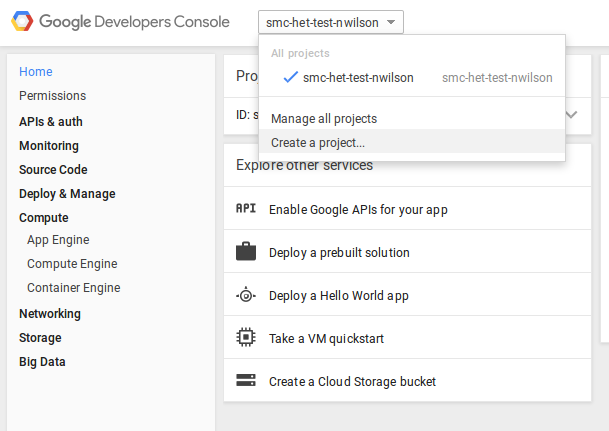 Google Developers Console
smc-het-test-nwilson
All projects
smc-het-test-nwilson smc-het-test-nwilson
Manage all projects
Create a project...
Home
Permissions
APIs & auth
Monitoring
Source Code
Deploy & Manage
Compute
App Engine
Compute Engine
Container Engine
Networking
Storage
Big Data
ID:
Explore other services
API Enable Google APIs for your app
Deploy a prebuilt solution
Deploy a Hello World app
Take a VM quickstart
Create a Cloud Storage bucket